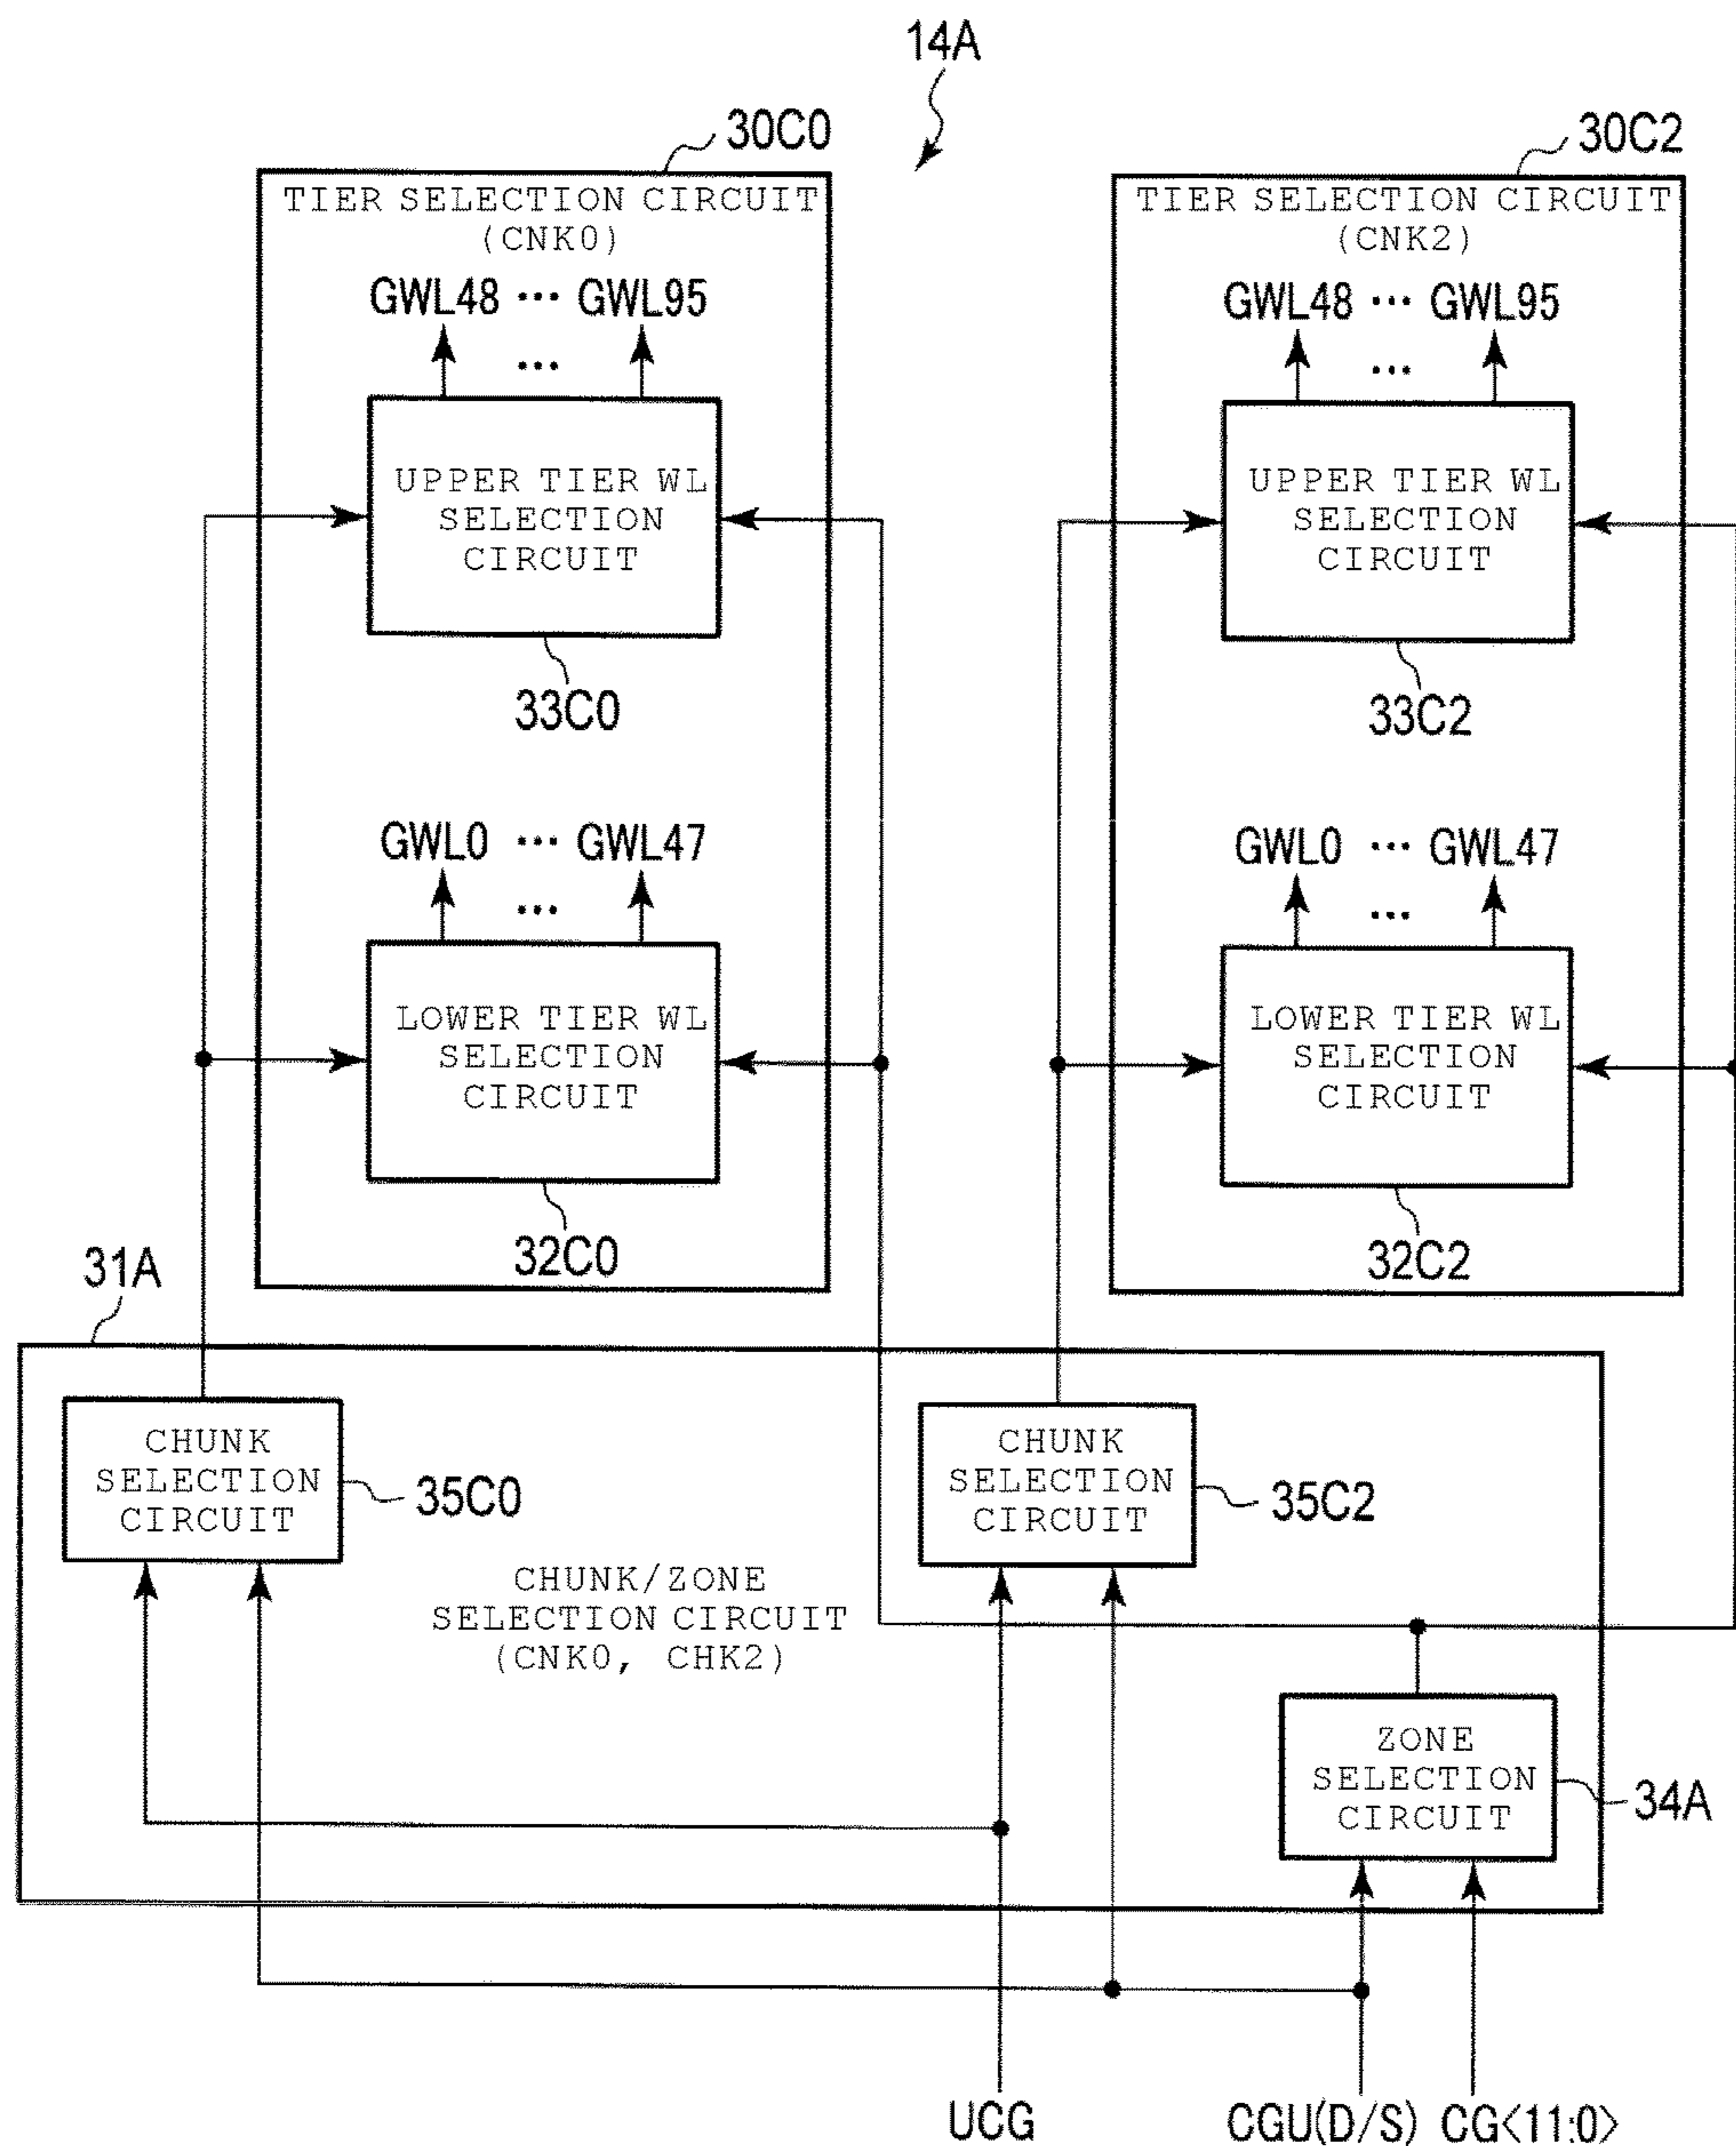 14A
30C0
30C2
TIER SELECTION CIRCUIT
(CNK0)
TIER SELECTION CIRCUIT
(CNK2)
GWL48 ... GWL95
...
GWL48 ... GWL95
...
UPPER TIER WL
SELECTION
CIRCUIT
UPPER TIER WL
SELECTION
CIRCUIT
33C0
33C2
GWL0 ... GWL47
...
GWL0 ... GWL47
...
LOWER TIER WL
SELECTION
CIRCUIT
LOWER TIER WL
SELECTION
CIRCUIT
32C0
32C2
31A
CHUNK
SELECTION
CIRCUIT
35C0
CHUNK
SELECTION
CIRCUIT
35C2
CHUNK/ZONE
SELECTION CIRCUIT
(CNK0, CHK2)
ZONE
SELECTION
CIRCUIT
34A
UCG
CGU(D/S)
CG<11:0>